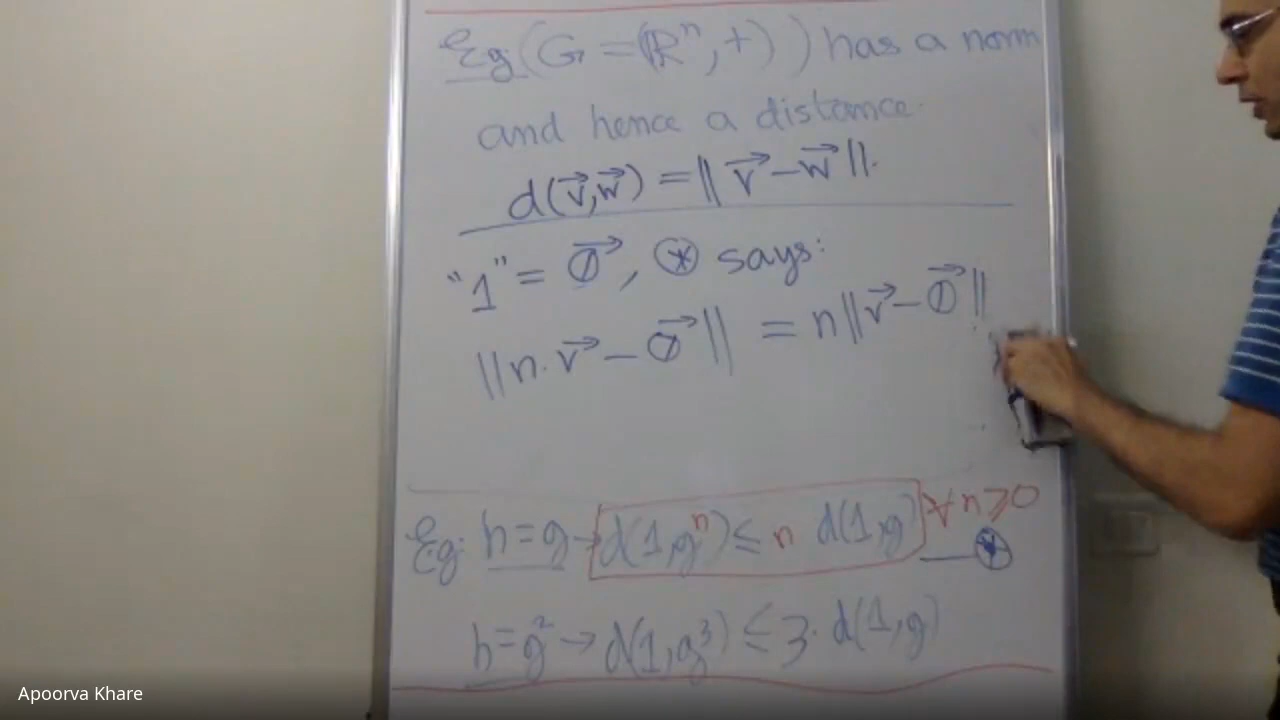 Eg: (G = (ℝⁿ, +)) has a norm
and hence a distance.
d(v⃗, w⃗) = ‖ v⃗ − w⃗ ‖.
"1" = 0⃗, ⊛ says:
‖n · v⃗ − 0⃗‖ = n‖v⃗ − 0⃗‖
Eg: h = g → d(1, gⁿ) ≤ n d(1, g) ∀ n ≥ 0 — ⊛
h = g² → d(1, g³) ≤ 3 · d(1, g)
Apoorva Khare